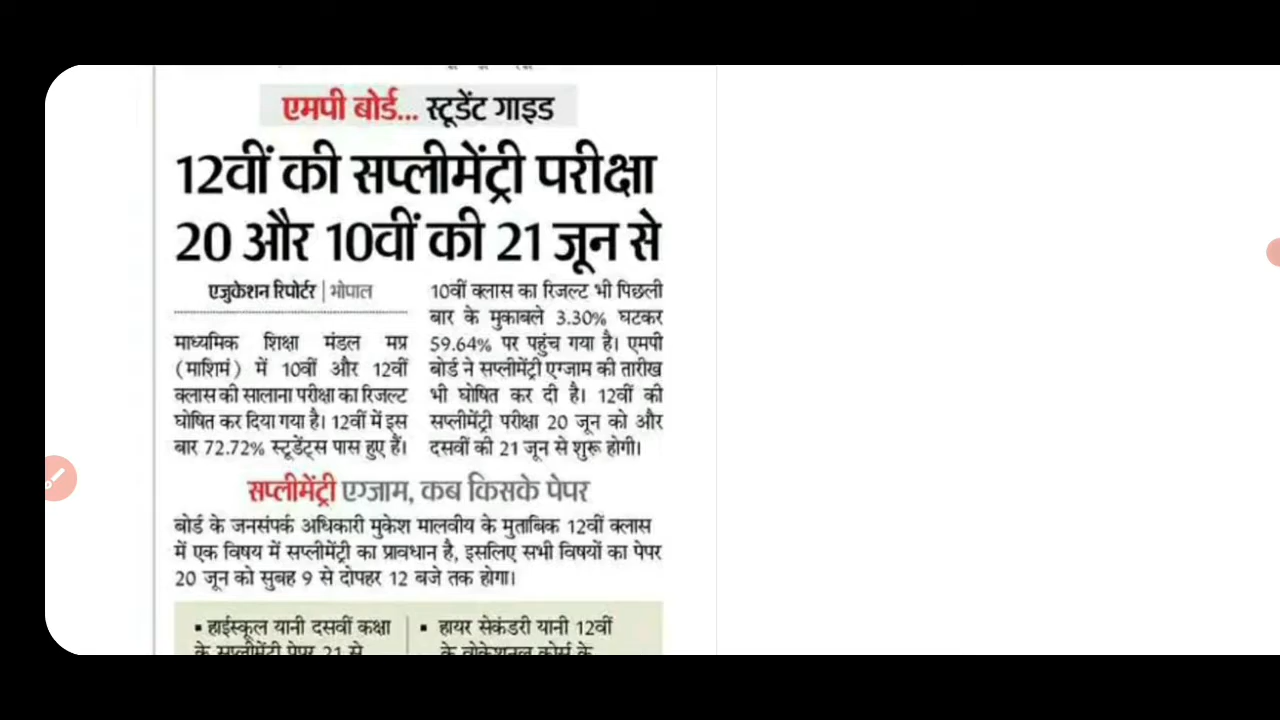 एमपी बोर्ड... स्टूडेंट गाइड
12वीं की सप्लीमेंट्री परीक्षा
20 और 10वीं की 21 जून से
एजुकेशन रिपोर्टर | भोपाल
माध्यमिक शिक्षा मंडल मप्र
(माशिमं) में 10वीं और 12वीं
क्लास की सालाना परीक्षा का रिजल्ट
घोषित कर दिया गया है। 12वीं में इस
बार 72.72% स्टूडेंट्स पास हुए हैं।
10वीं क्लास का रिजल्ट भी पिछली
बार के मुकाबले 3.30% घटकर
59.64% पर पहुंच गया है। एमपी
बोर्ड ने सप्लीमेंट्री एग्जाम की तारीख
भी घोषित कर दी है। 12वीं की
सप्लीमेंट्री परीक्षा 20 जून को और
दसवीं की 21 जून से शुरू होगी।
सप्लीमेंट्री एग्जाम, कब किसके पेपर
बोर्ड के जनसंपर्क अधिकारी मुकेश मालवीय के मुताबिक 12वीं क्लास
में एक विषय में सप्लीमेंट्री का प्रावधान है, इसलिए सभी विषयों का पेपर
20 जून को सुबह 9 से दोपहर 12 बजे तक होगा।
▪ हाईस्कूल यानी दसवीं कक्षा
के सप्लीमेंट्री पेपर 21 से
▪ हायर सेकंडरी यानी 12वीं
के वोकेशनल कोर्स के